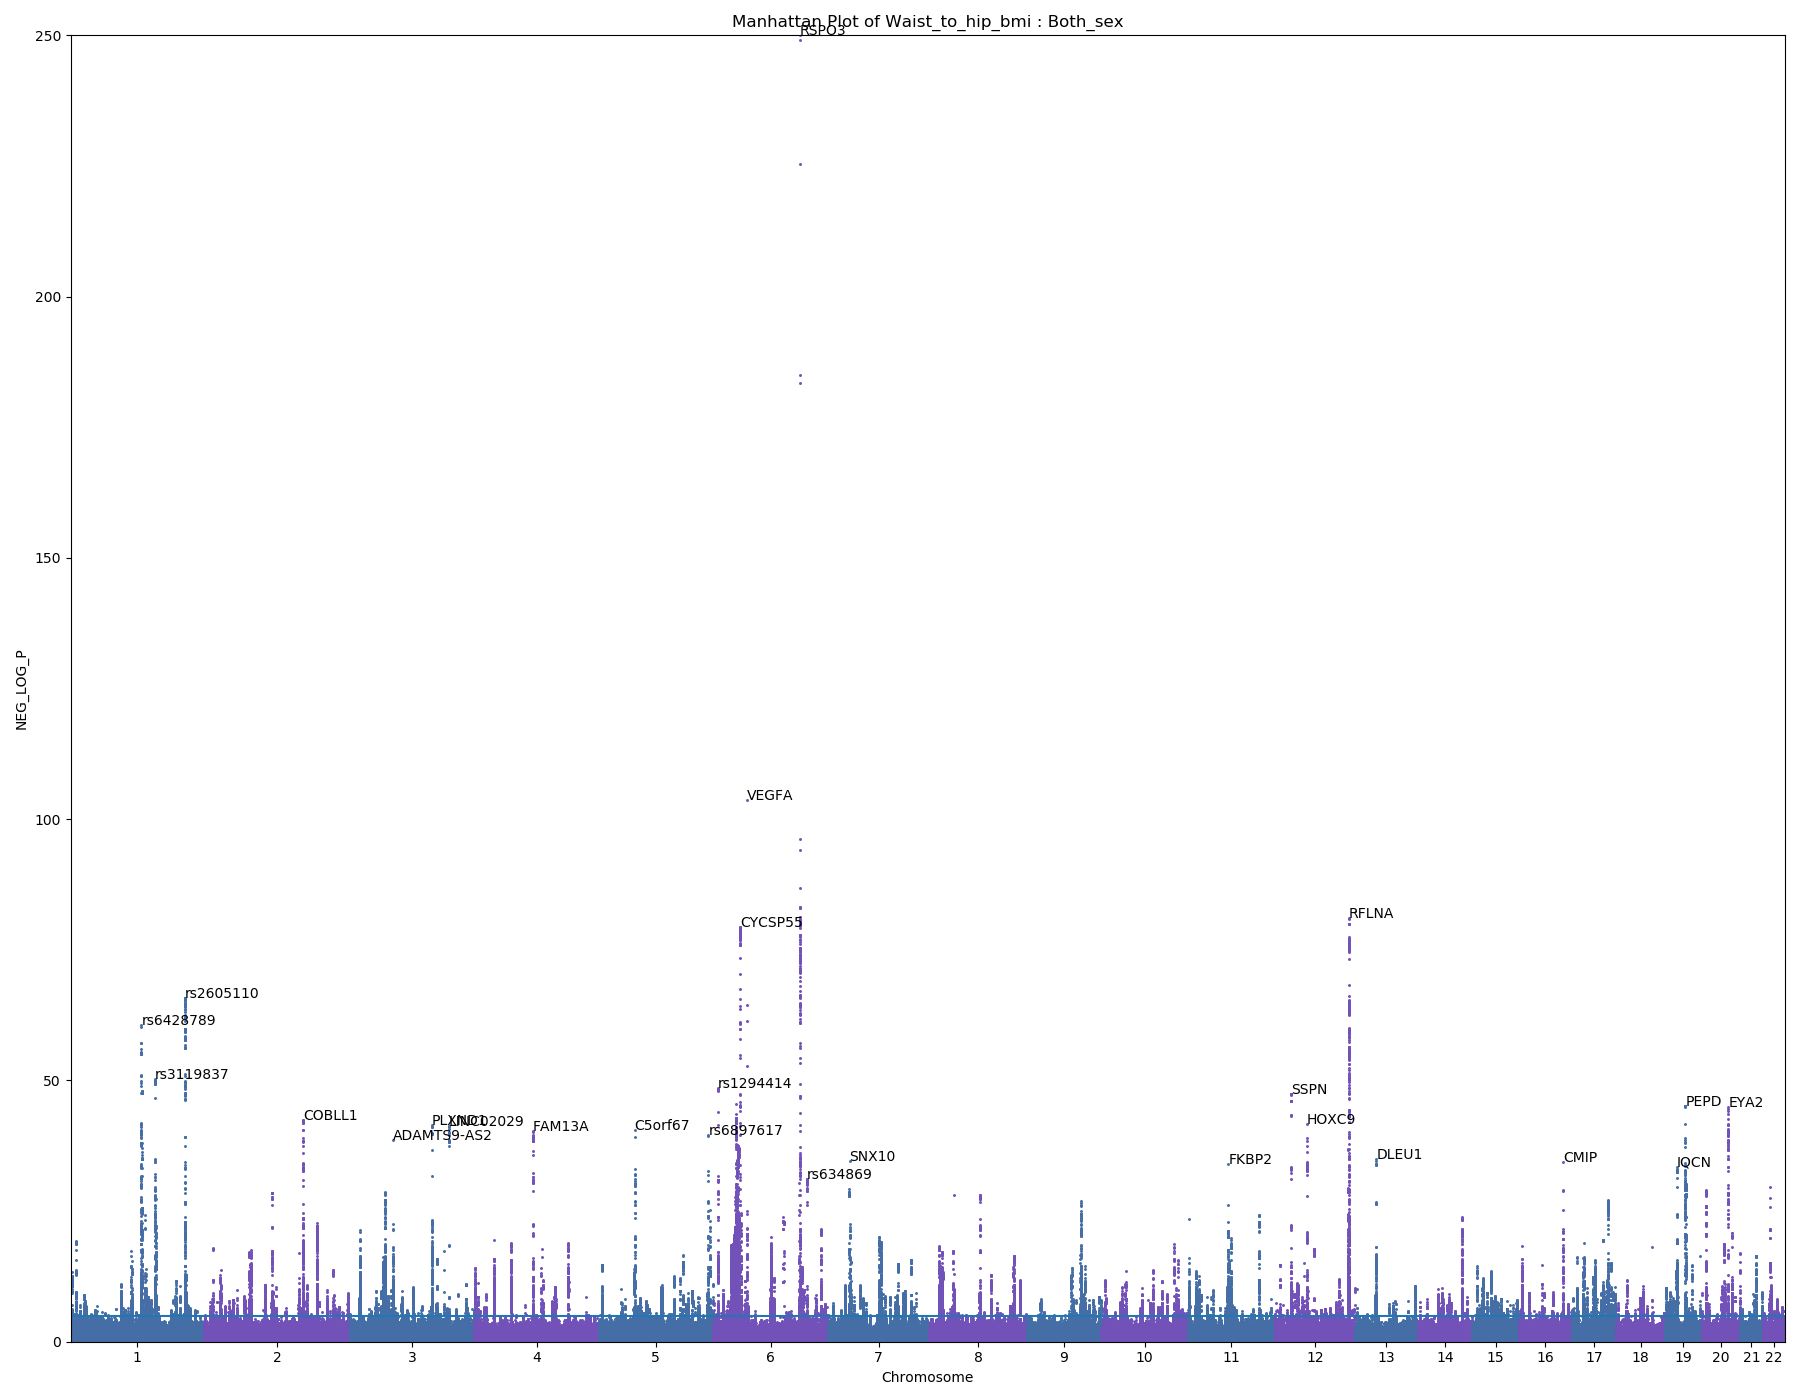 Manhattan Plot of Waist_to_hip_bmi : Both_sex
RSPO3
250
200
NEG_LOG_P
150
100
50
0
VEGFA
CYCSP55
RFLNA
rs2605110
rs6428789
rs3119837
rs1294414
SSPN
PEPD
EYA2
COBLL1
PLXND1
LINC02029
ADAMTS9-AS2
FAM13A
C5orf67
rs6897617
HOXC9
SNX10
FKBP2
DLEU1
CMIP
rs634869
1 2 3 4 5 6 7 8 9 10 11 12 13 14 15 16 17 18 19 20 21 22
Chromosome